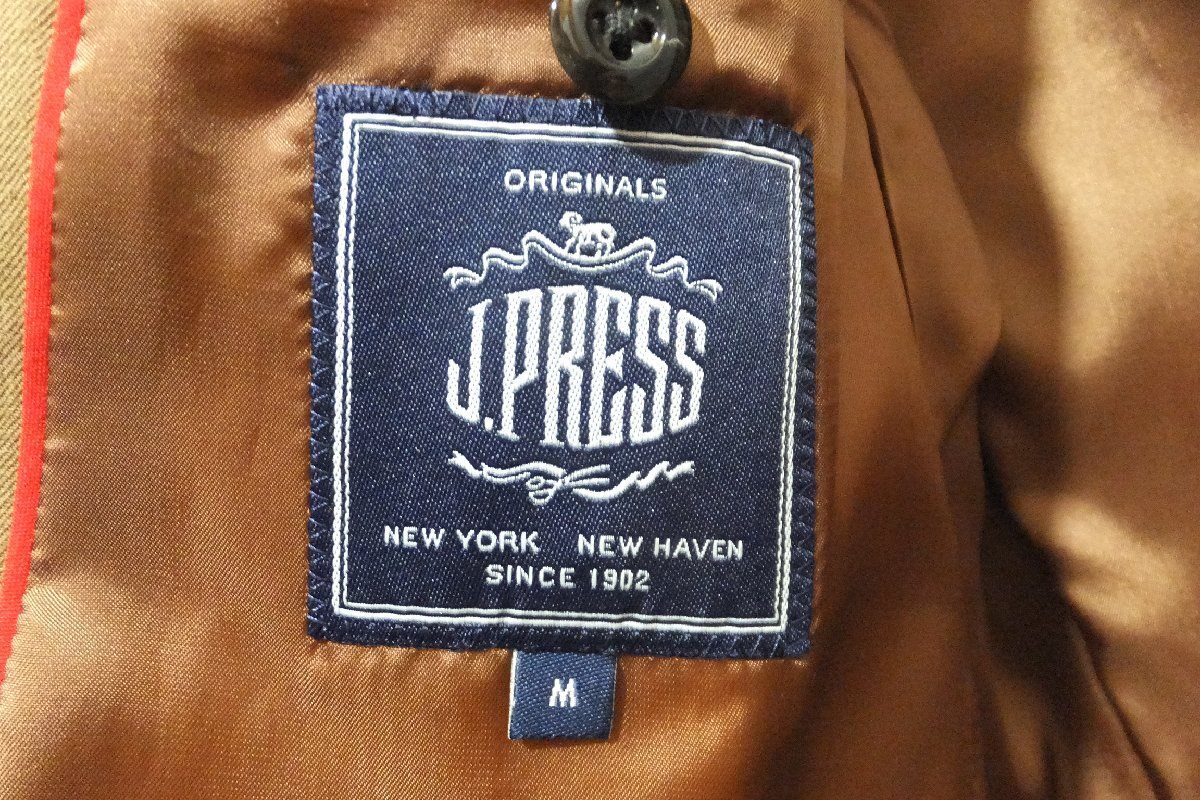 ORIGINALS
J.PRESS
NEW YORK NEW HAVEN
SINCE 1902
M